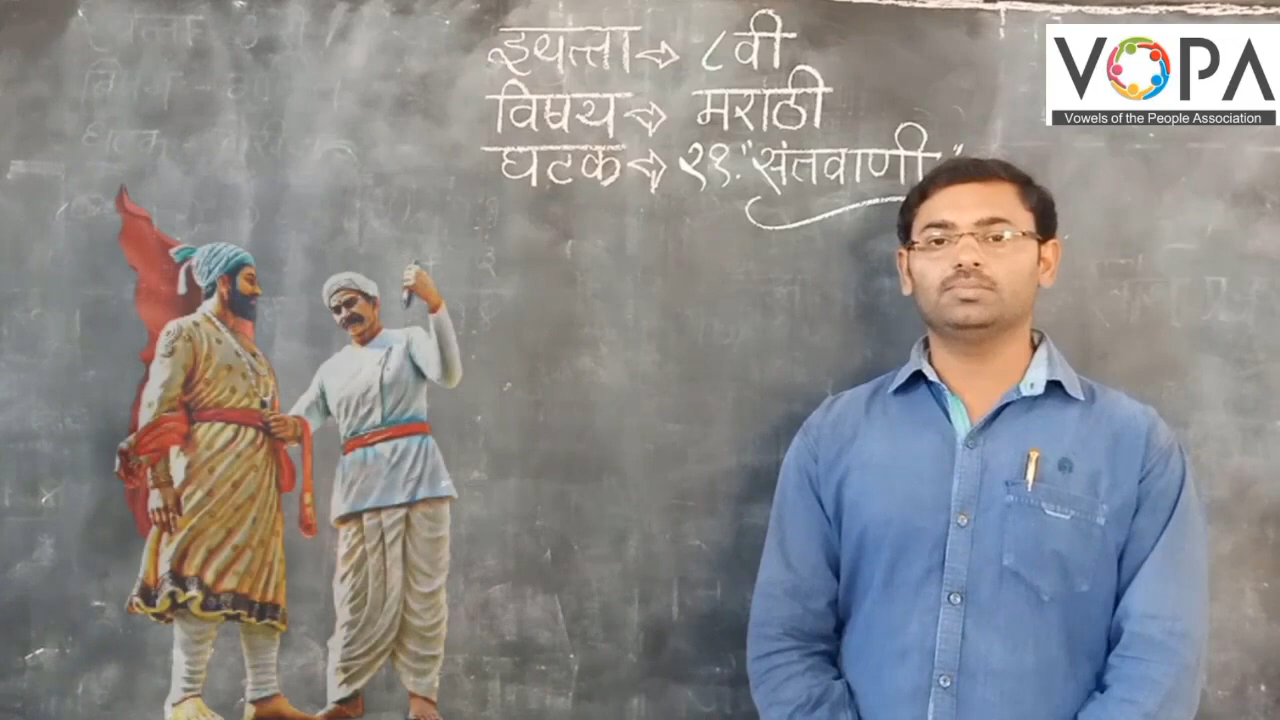 इयत्ता → ८वी
विषय → मराठी
घटक → २१. "संतवाणी"
VOPA
Vowels of the People Association